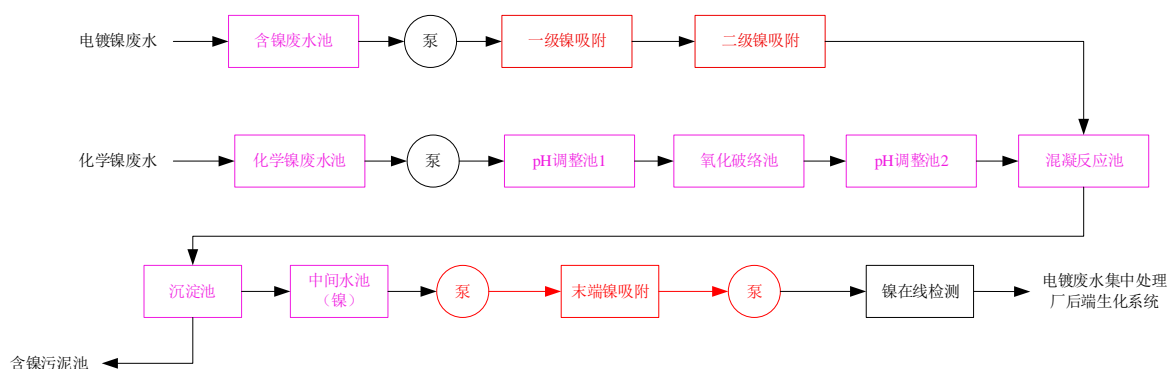 电镀镍废水
含镍废水池
泵
一级镍吸附
二级镍吸附
化学镍废水
化学镍废水池
泵
pH调整池1
氧化破络池
pH调整池2
混凝反应池
沉淀池
中间水池
（镍）
泵
末端镍吸附
泵
镍在线检测
电镀废水集中处理
厂后端生化系统
含镍污泥池